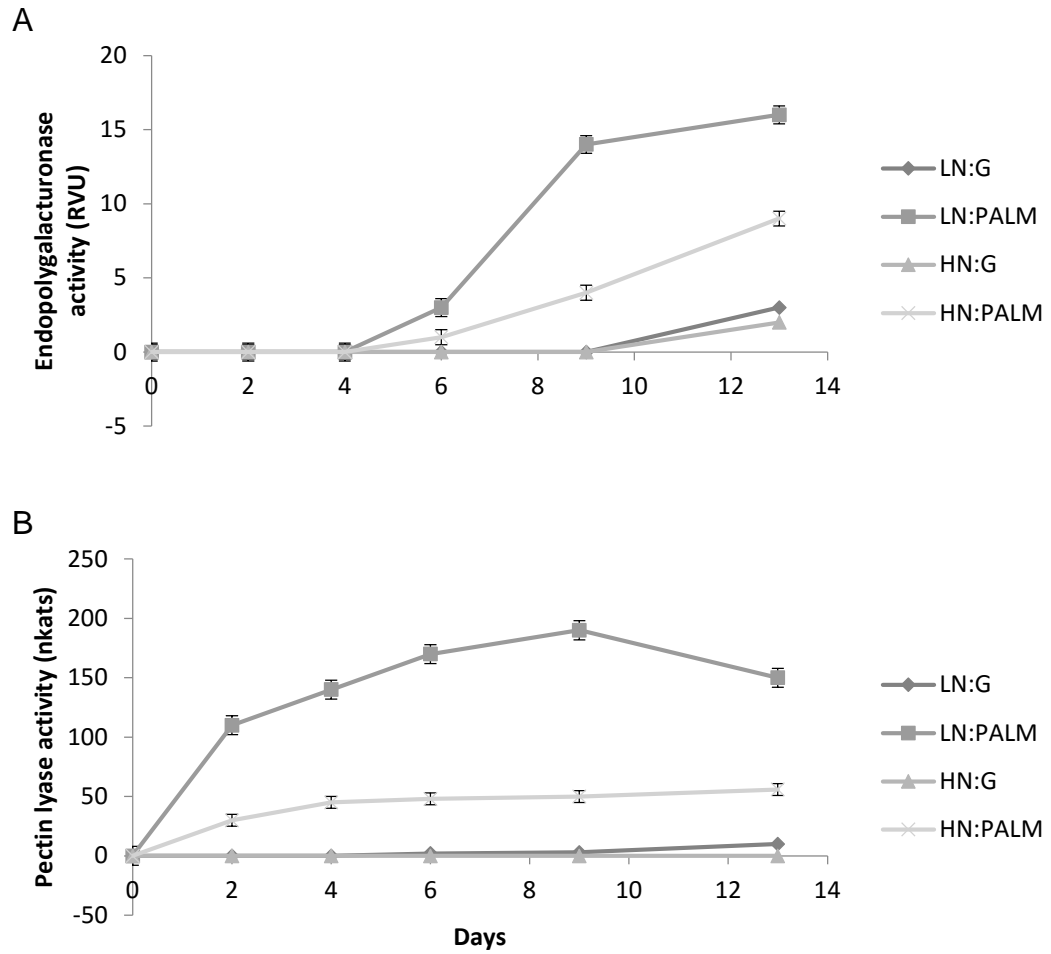 A
Endopolygalacturonase
activity (RVU)
20
15
10
5
0
-5
0 2 4 6 8 10 12 14
LN:G
LN:PALM
HN:G
HN:PALM
B
Pectin lyase activity (nkats)
250
200
150
100
50
0
-50
0 2 4 6 8 10 12 14
Days
LN:G
LN:PALM
HN:G
HN:PALM